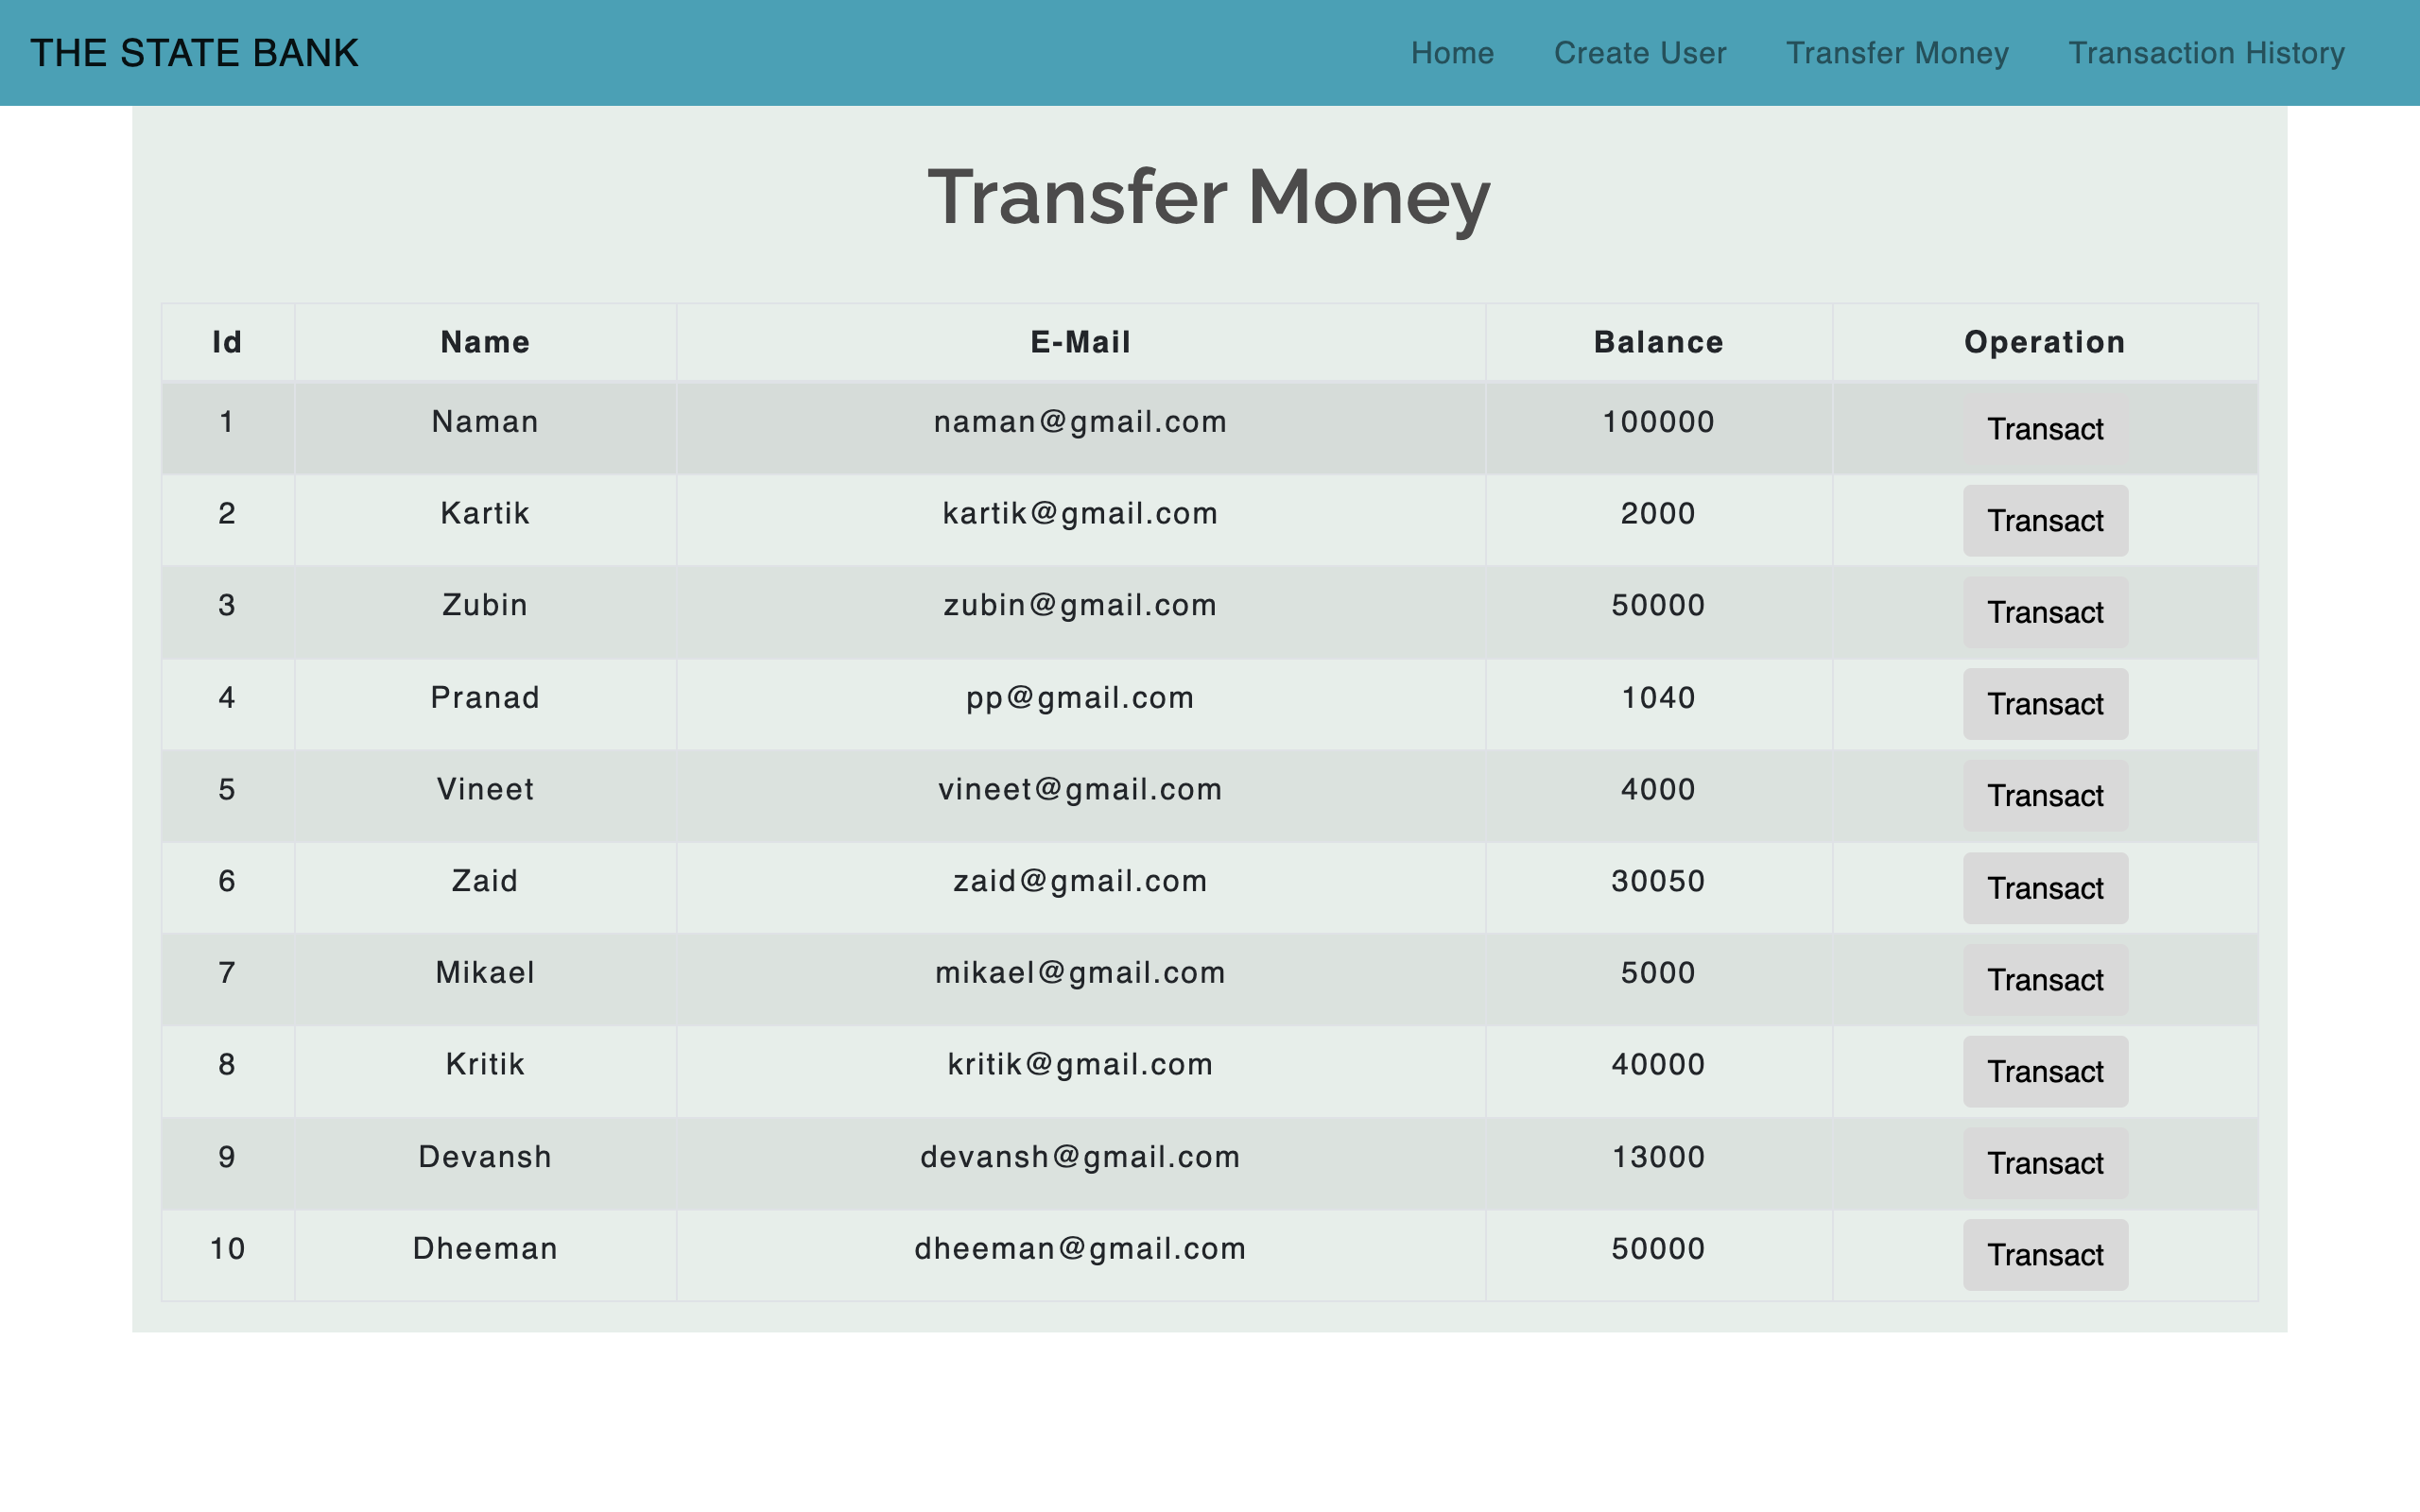 THE STATE BANK Home Create User Transfer Money Transaction History
Transfer Money
Id Name E-Mail Balance Operation
1 Naman naman@gmail.com 100000 Transact
2 Kartik kartik@gmail.com 2000 Transact
3 Zubin zubin@gmail.com 50000 Transact
4 Pranad pp@gmail.com 1040 Transact
5 Vineet vineet@gmail.com 4000 Transact
6 Zaid zaid@gmail.com 30050 Transact
7 Mikael mikael@gmail.com 5000 Transact
8 Kritik kritik@gmail.com 40000 Transact
9 Devansh devansh@gmail.com 13000 Transact
10 Dheeman dheeman@gmail.com 50000 Transact